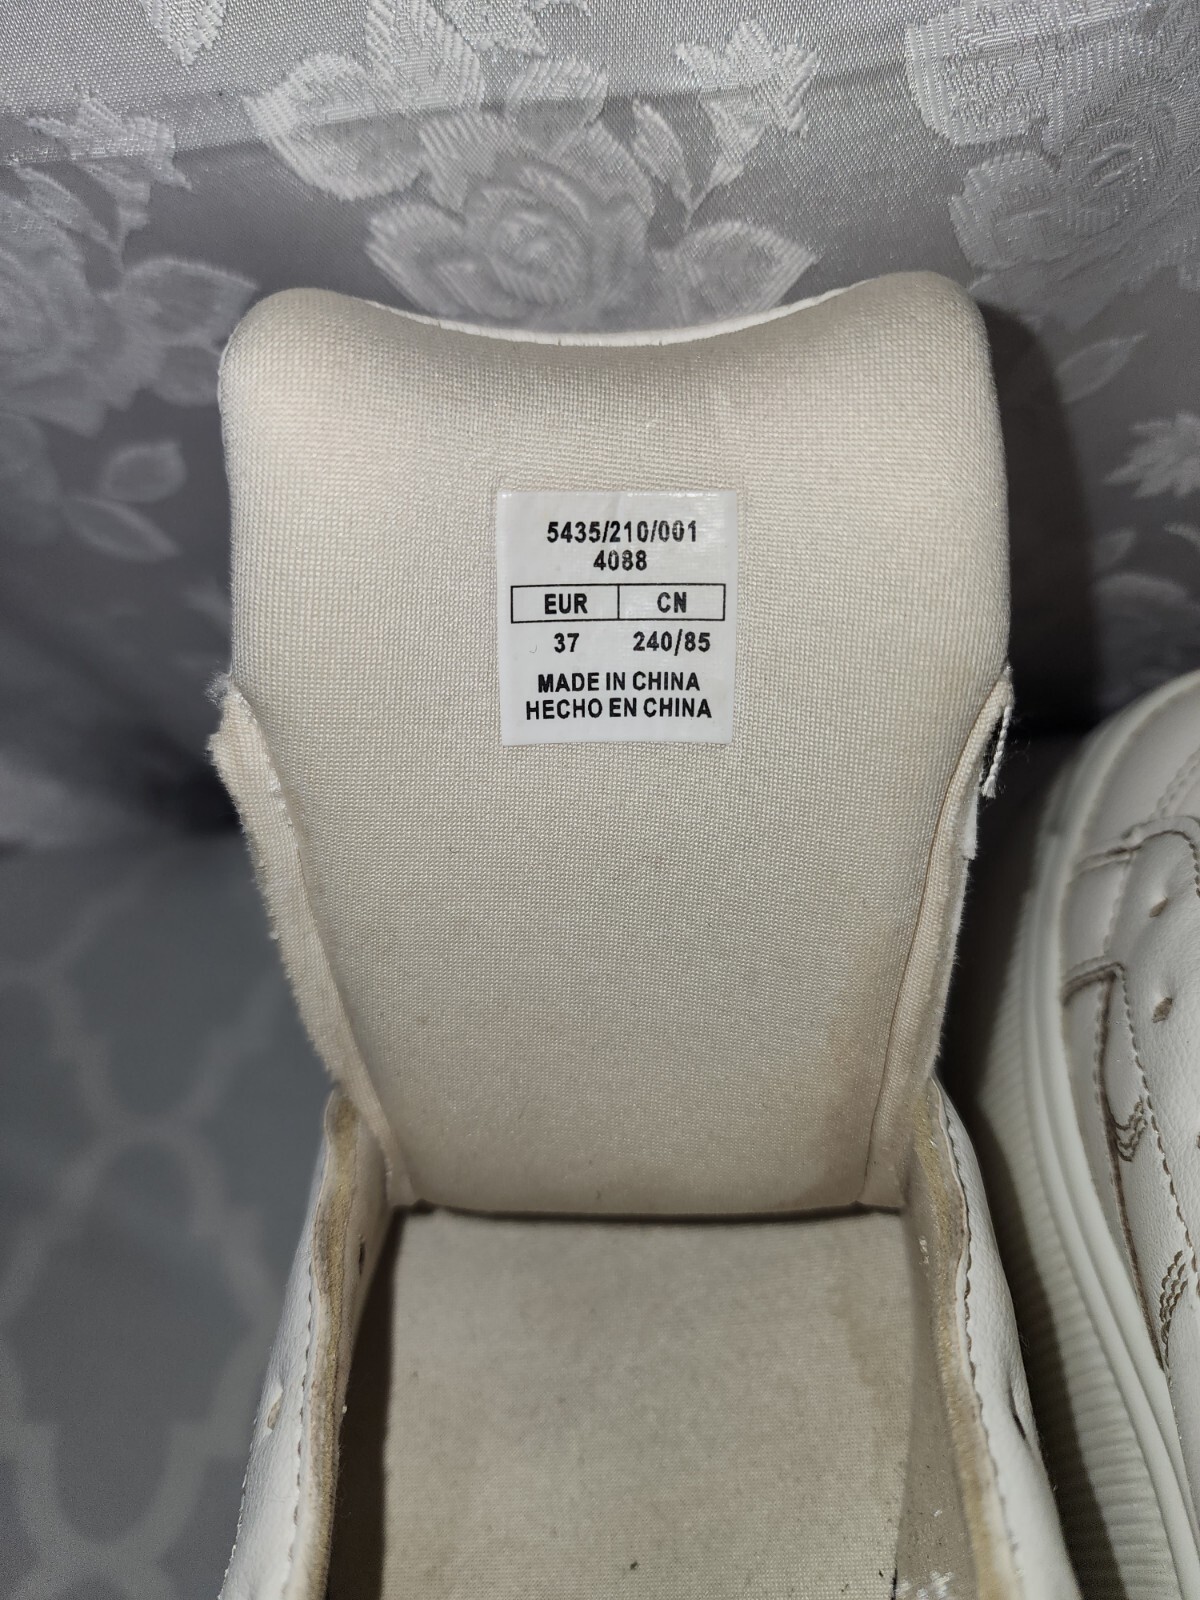 5435/210/001
4088
EUR CN
37 240/85
MADE IN CHINA
HECHO EN CHINA